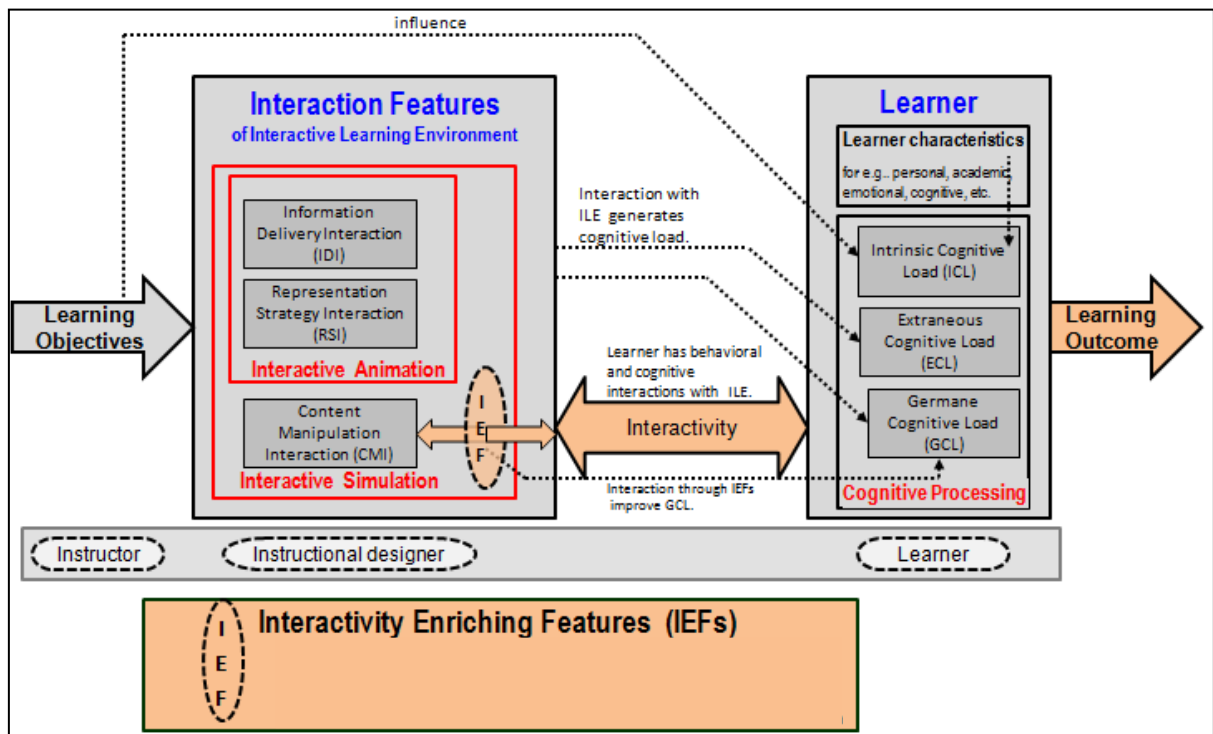 influence
Interaction Features
of Interactive Learning Environment
Information
Delivery Interaction
(IDI)
Representation
Strategy Interaction
(RSI)
Interactive Animation
Content
Manipulation
Interaction (CMI)
Interactive Simulation
I
E
F
Learning
Objectives
Interaction with
ILE generates
cognitive load.
Learner has behavioral
and cognitive
interactions with ILE.
Interactivity
Interaction through IEFs
improve GCL.
Learner
Learner characteristics
for e.g.. personal, academic,
emotional, cognitive, etc.
Intrinsic Cognitive
Load (ICL)
Extraneous
Cognitive Load
(ECL)
Germane
Cognitive Load
(GCL)
Cognitive Processing
Learning
Outcome
Instructor
Instructional designer
Learner
I
E
F
Interactivity Enriching Features (IEFs)